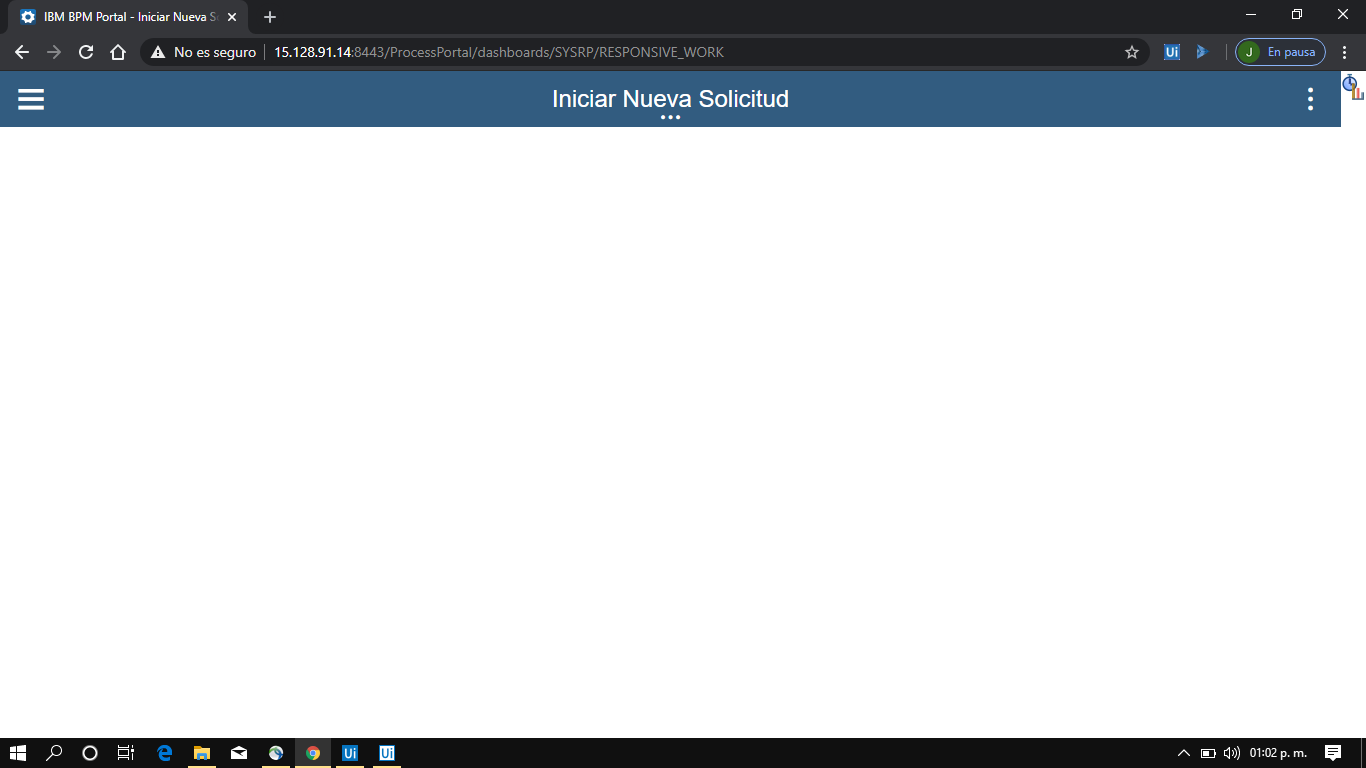 IBM BPM Portal - Iniciar Nueva S
No es seguro
15.128.91.14:8443/ProcessPortal/dashboards/SYSRP/RESPONSIVE_WORK
Ui
J
En pausa
Iniciar Nueva Solicitud
Ui
Ui
01:02 p. m.